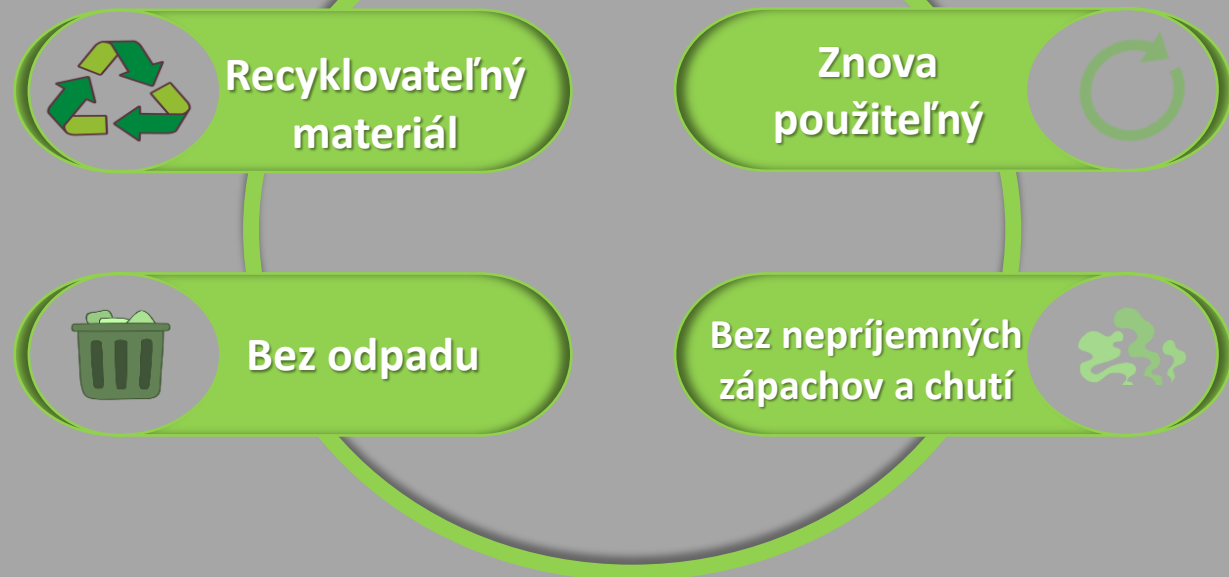 Recyklovateľný
materiál
Znova
použiteľný
Bez odpadu
Bez nepríjemných
zápachov a chutí